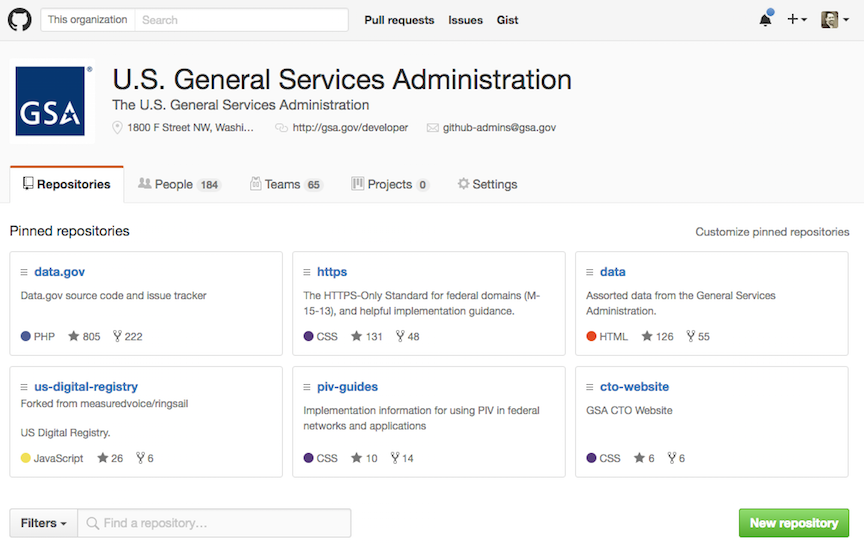 This organization Search Pull requests Issues Gist
GSA®
U.S. General Services Administration
The U.S. General Services Administration
1800 F Street NW, Washi... http://gsa.gov/developer github-admins@gsa.gov
Repositories People 184 Teams 65 Projects 0 Settings
Pinned repositories Customize pinned repositories
data.gov
Data.gov source code and issue tracker
PHP 805 222
https
The HTTPS-Only Standard for federal domains (M-
15-13), and helpful implementation guidance.
CSS 131 48
data
Assorted data from the General Services
Administration.
HTML 126 55
us-digital-registry
Forked from measuredvoice/ringsail
US Digital Registry.
JavaScript 26 6
piv-guides
Implementation information for using PIV in federal
networks and applications
CSS 10 14
cto-website
GSA CTO Website
CSS 6 6
Filters Find a repository... New repository